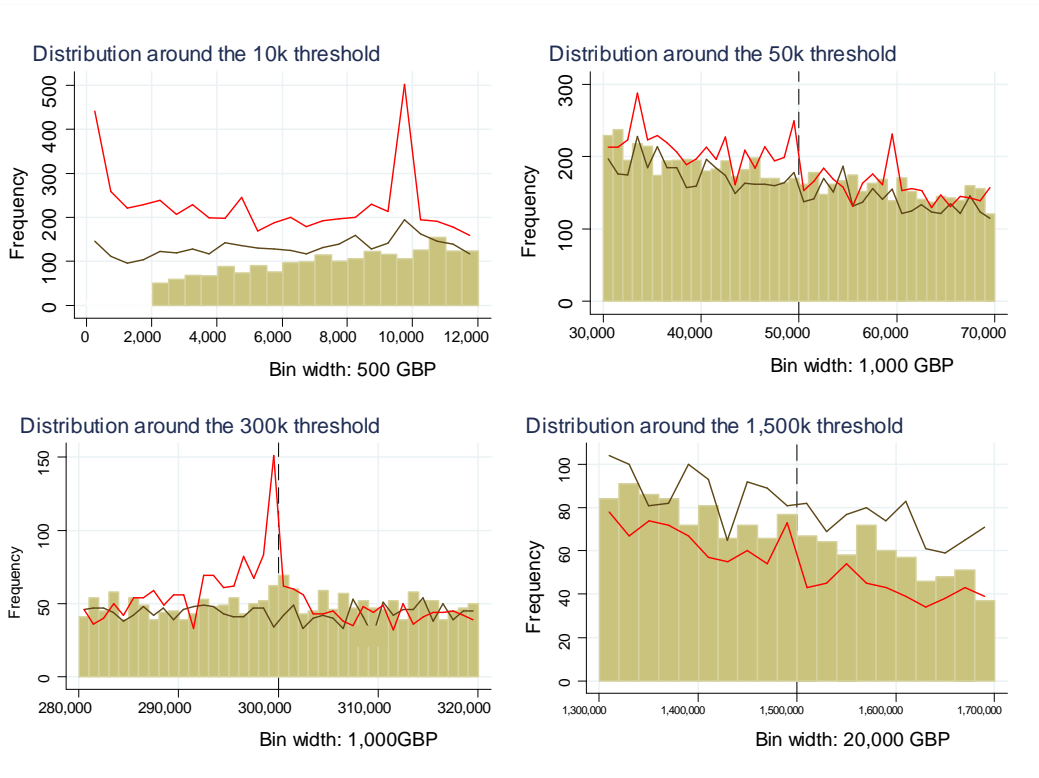 Distribution around the 10k threshold
Frequency
500
400
300
200
100
0
0 2,000 4,000 6,000 8,000 10,000 12,000
Bin width: 500 GBP
Distribution around the 50k threshold
Frequency
300
200
100
0
30,000 40,000 50,000 60,000 70,000
Bin width: 1,000 GBP
Distribution around the 300k threshold
Frequency
150
100
50
0
280,000 290,000 300,000 310,000 320,000
Bin width: 1,000GBP
Distribution around the 1,500k threshold
Frequency
100
80
60
40
20
0
1,300,000 1,400,000 1,500,000 1,600,000 1,700,000
Bin width: 20,000 GBP